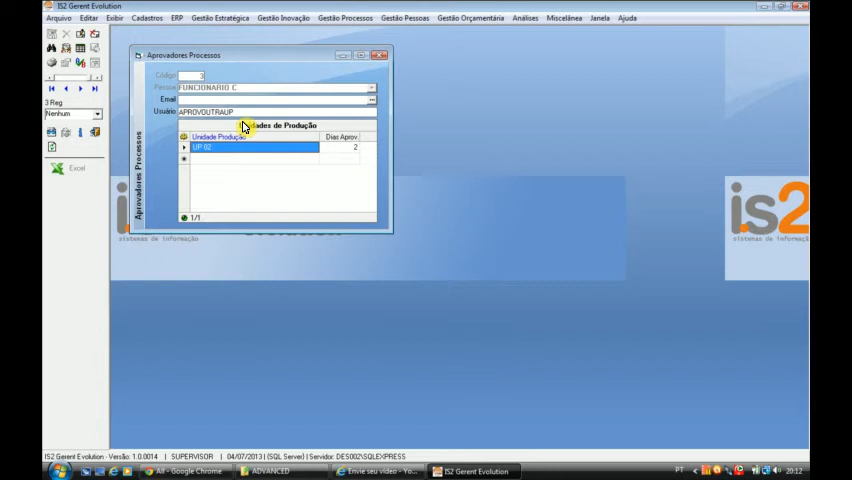 IS2 Gerent Evolution
Arquivo Editar Exibir Cadastros ERP Gestão Estratégica Gestão Inovação Gestão Processos Gestão Pessoas Gestão Orçamentária Análises Miscelânea Janela Ajuda
3 Reg
Nenhum
Excel
Aprovadores Processos
Aprovadores Processos
Código 3
Pessoa FUNCIONARIO C
Email
Usuário APROVOUTRAUP
dades de Produção
Unidade Produção Dias Aprov.
UP 02 2
1/1
is2
sistemas de informação
sistemas de informação
IS2 Gerent Evolution - Versão: 1.0.0014 | SUPERVISOR | 04/07/2013 | (SQL Server) | Servidor: DES002\SQLEXPRESS
All - Google Chrome ADVANCED Envie seu vídeo - Yo... IS2 Gerent Evolution PT 20:12